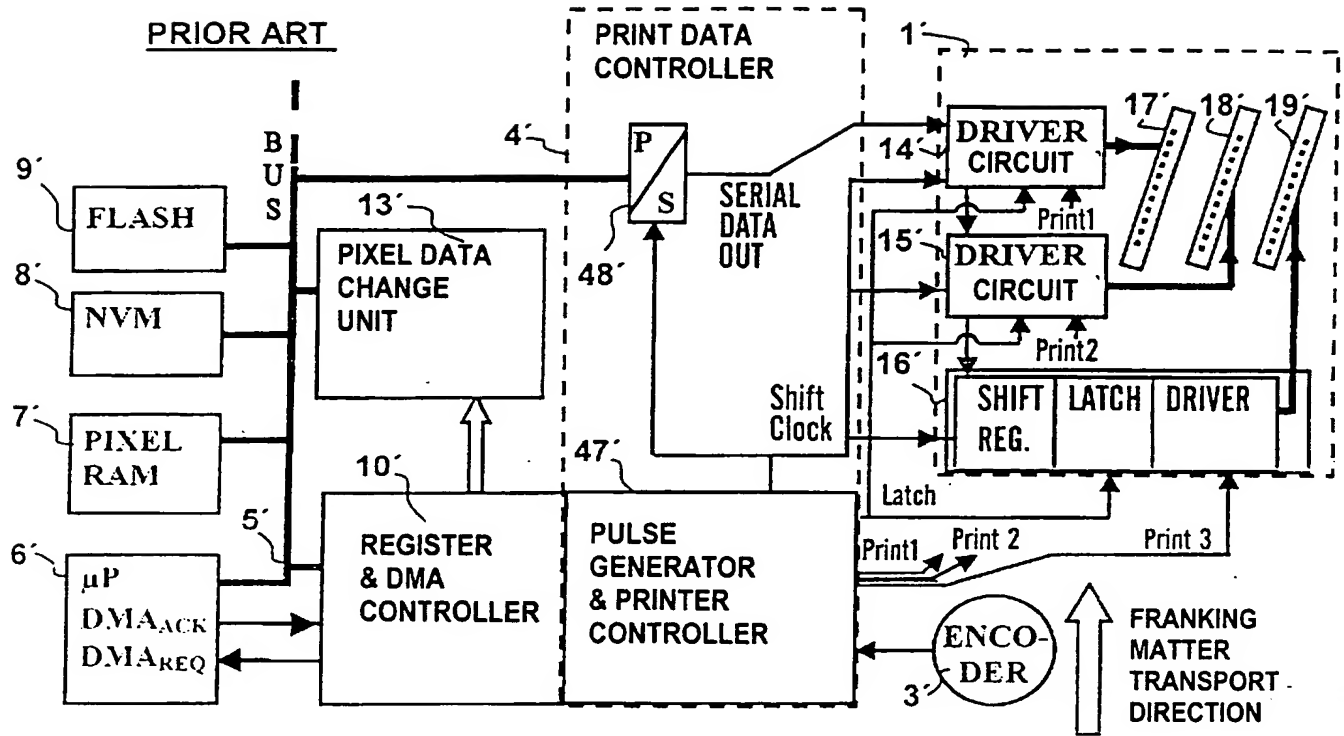 PRIOR ART
BUS
9´
FLASH
8´
NVM
7´
PIXEL
RAM
5´
6´
µP
DMAACK
DMAREQ
13´
PIXEL DATA
CHANGE
UNIT
10´
REGISTER
& DMA
CONTROLLER
PRINT DATA
CONTROLLER
4´
P
S
48´
SERIAL
DATA
OUT
Shift
Clock
47´
PULSE
GENERATOR
& PRINTER
CONTROLLER
1´
14´
DRIVER
CIRCUIT
Print1
15´
DRIVER
CIRCUIT
Print2
16´
SHIFT
REG.
LATCH
DRIVER
17´
18´
19´
Latch
Print1
Print 2
Print 3
ENCO-
DER
3´
FRANKING
MATTER
TRANSPORT
DIRECTION